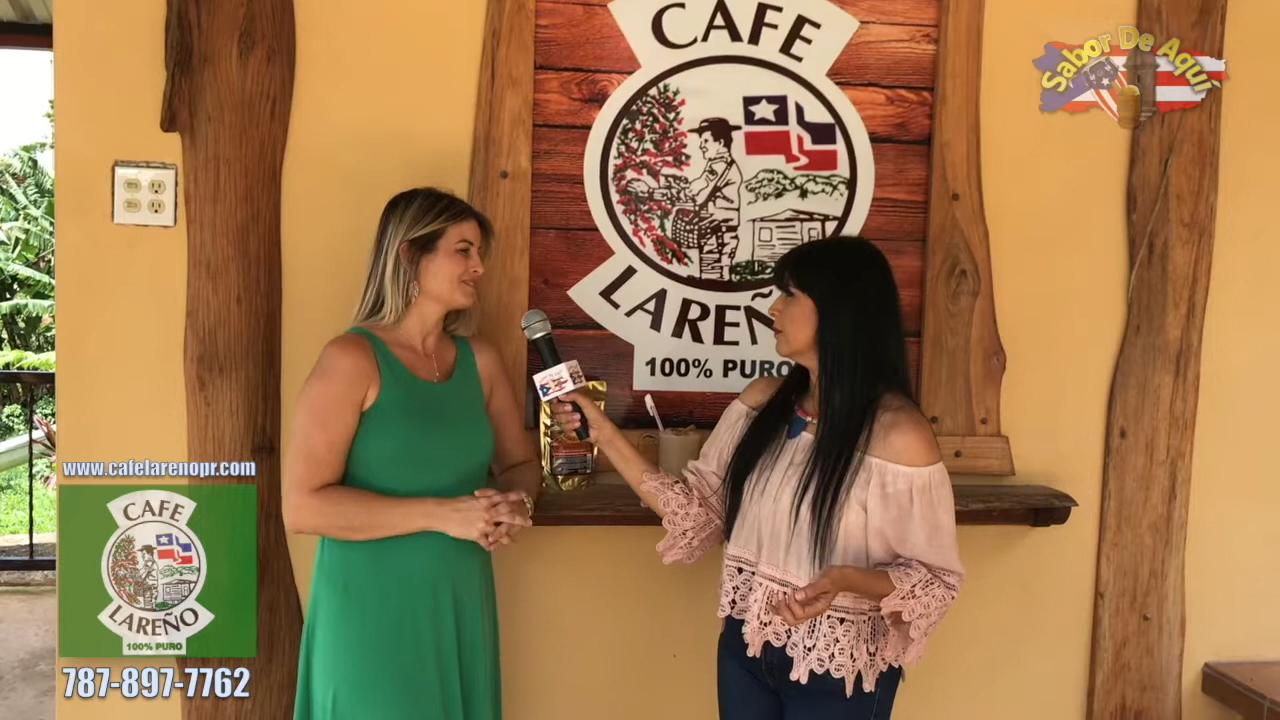 CAFE
LAREÑ
100% PURO
Sabor De Aquí
www.cafelarenopr.com
CAFE
LAREÑO
100% PURO
787-897-7762